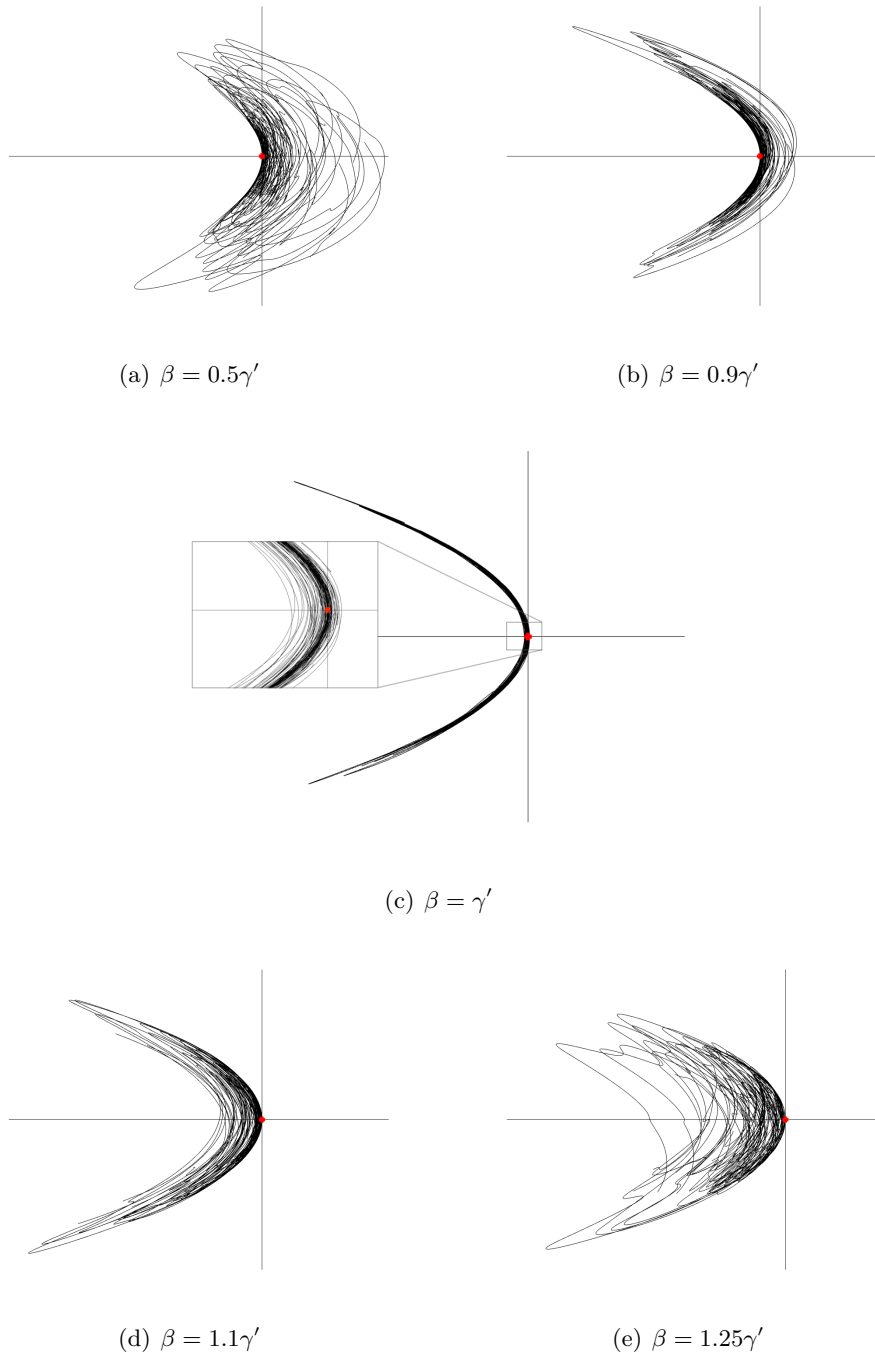 (a) β = 0.5γ′
(b) β = 0.9γ′
(c) β = γ′
(d) β = 1.1γ′
(e) β = 1.25γ′